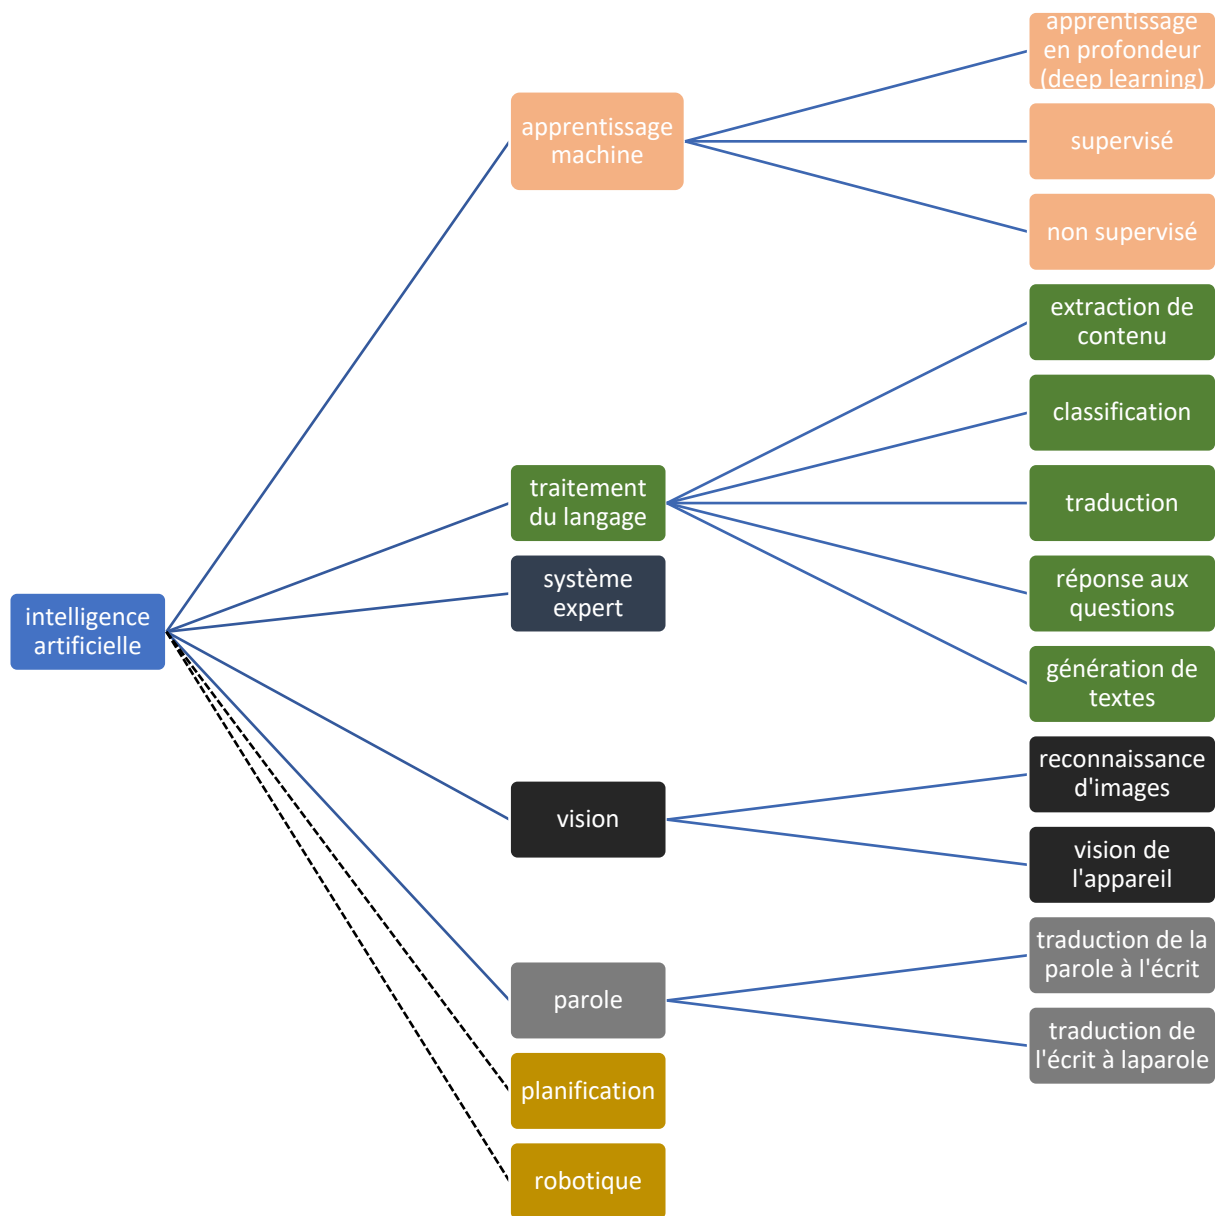 intelligence
artificielle
apprentissage
machine
apprentissage
en profondeur
(deep learning)
supervisé
non supervisé
traitement
du langage
extraction de
contenu
classification
traduction
réponse aux
questions
génération de
textes
système
expert
vision
reconnaissance
d'images
vision de
l'appareil
parole
traduction de la
parole à l'écrit
traduction de
l'écrit à laparole
planification
robotique